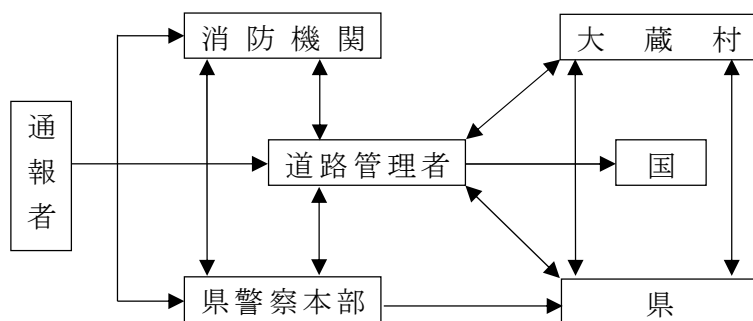 消防機関
大蔵村
通報者
道路管理者
国
県警察本部
県